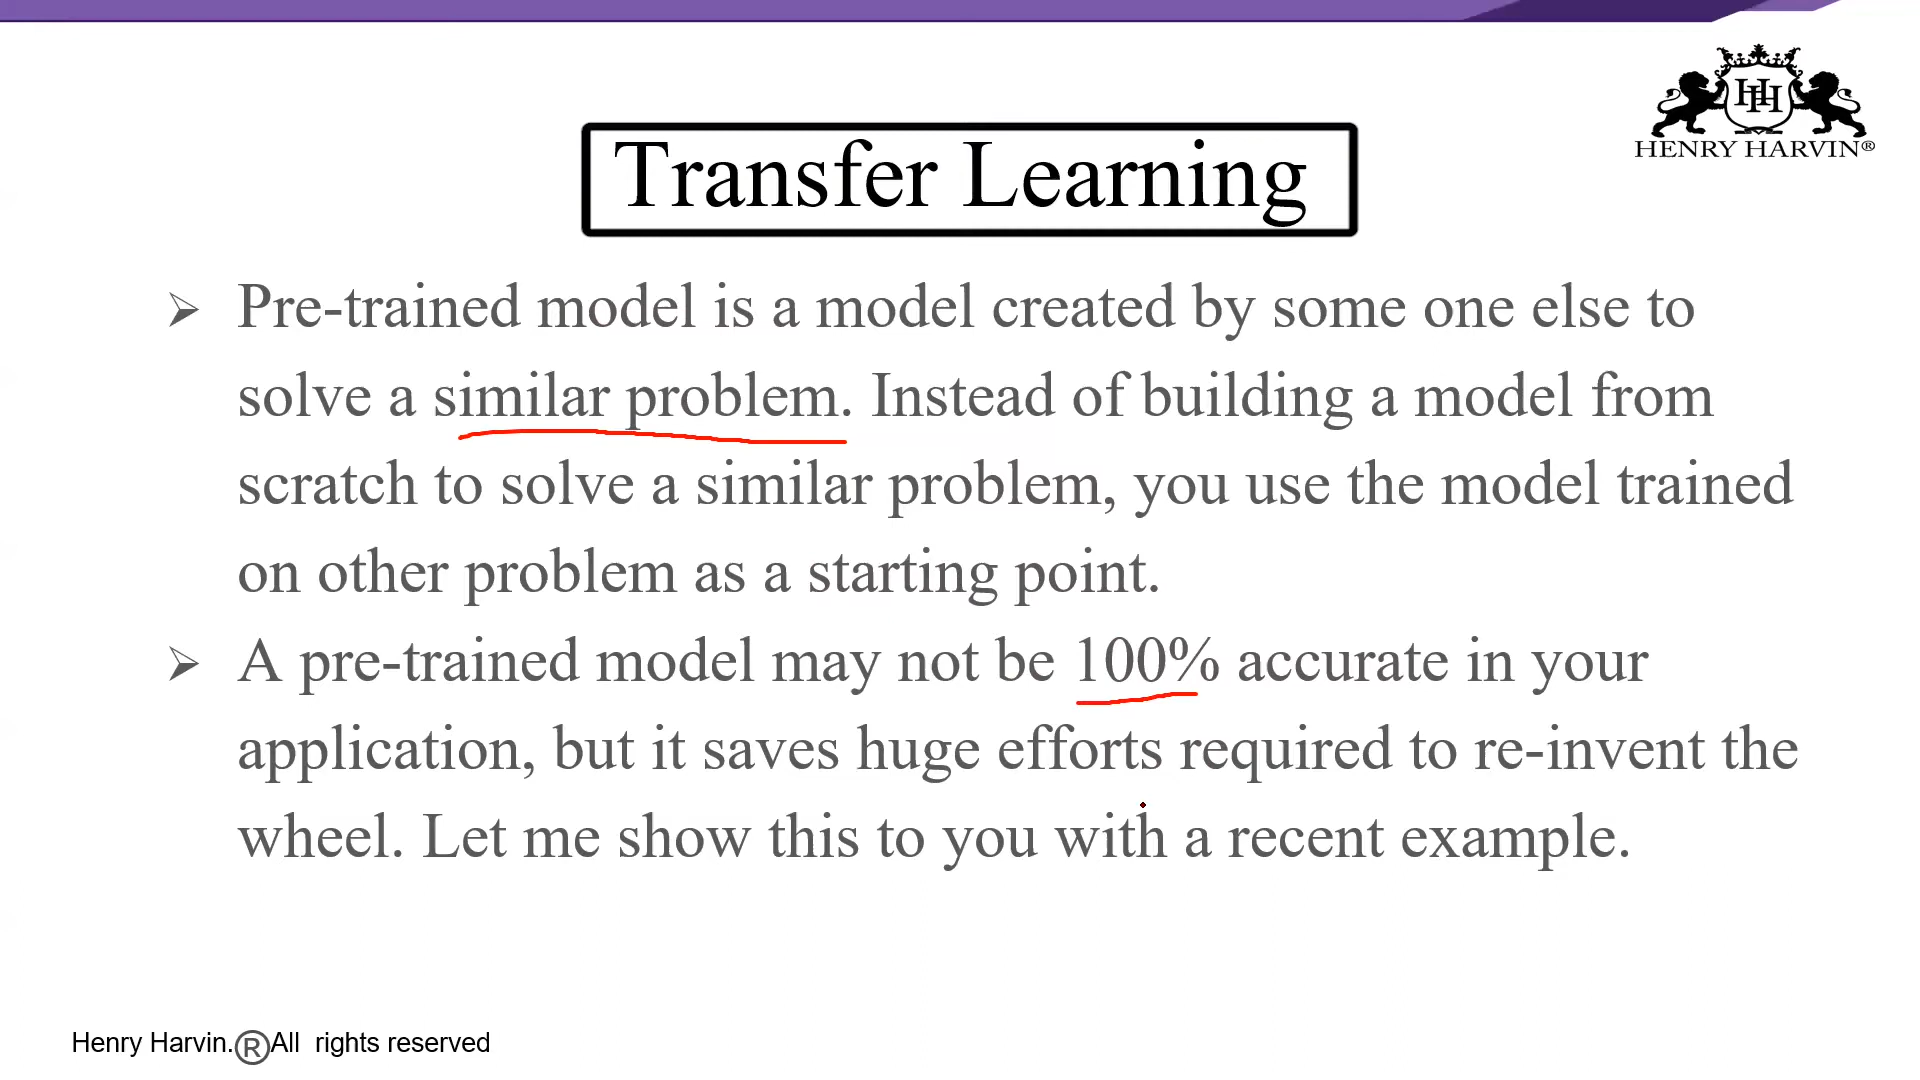 HH
HENRY HARVIN®
Transfer Learning
➢ Pre-trained model is a model created by some one else to
solve a similar problem. Instead of building a model from
scratch to solve a similar problem, you use the model trained
on other problem as a starting point.
➢ A pre-trained model may not be 100% accurate in your
application, but it saves huge efforts required to re-invent the
wheel. Let me show this to you with a recent example.
Henry Harvin.®All rights reserved